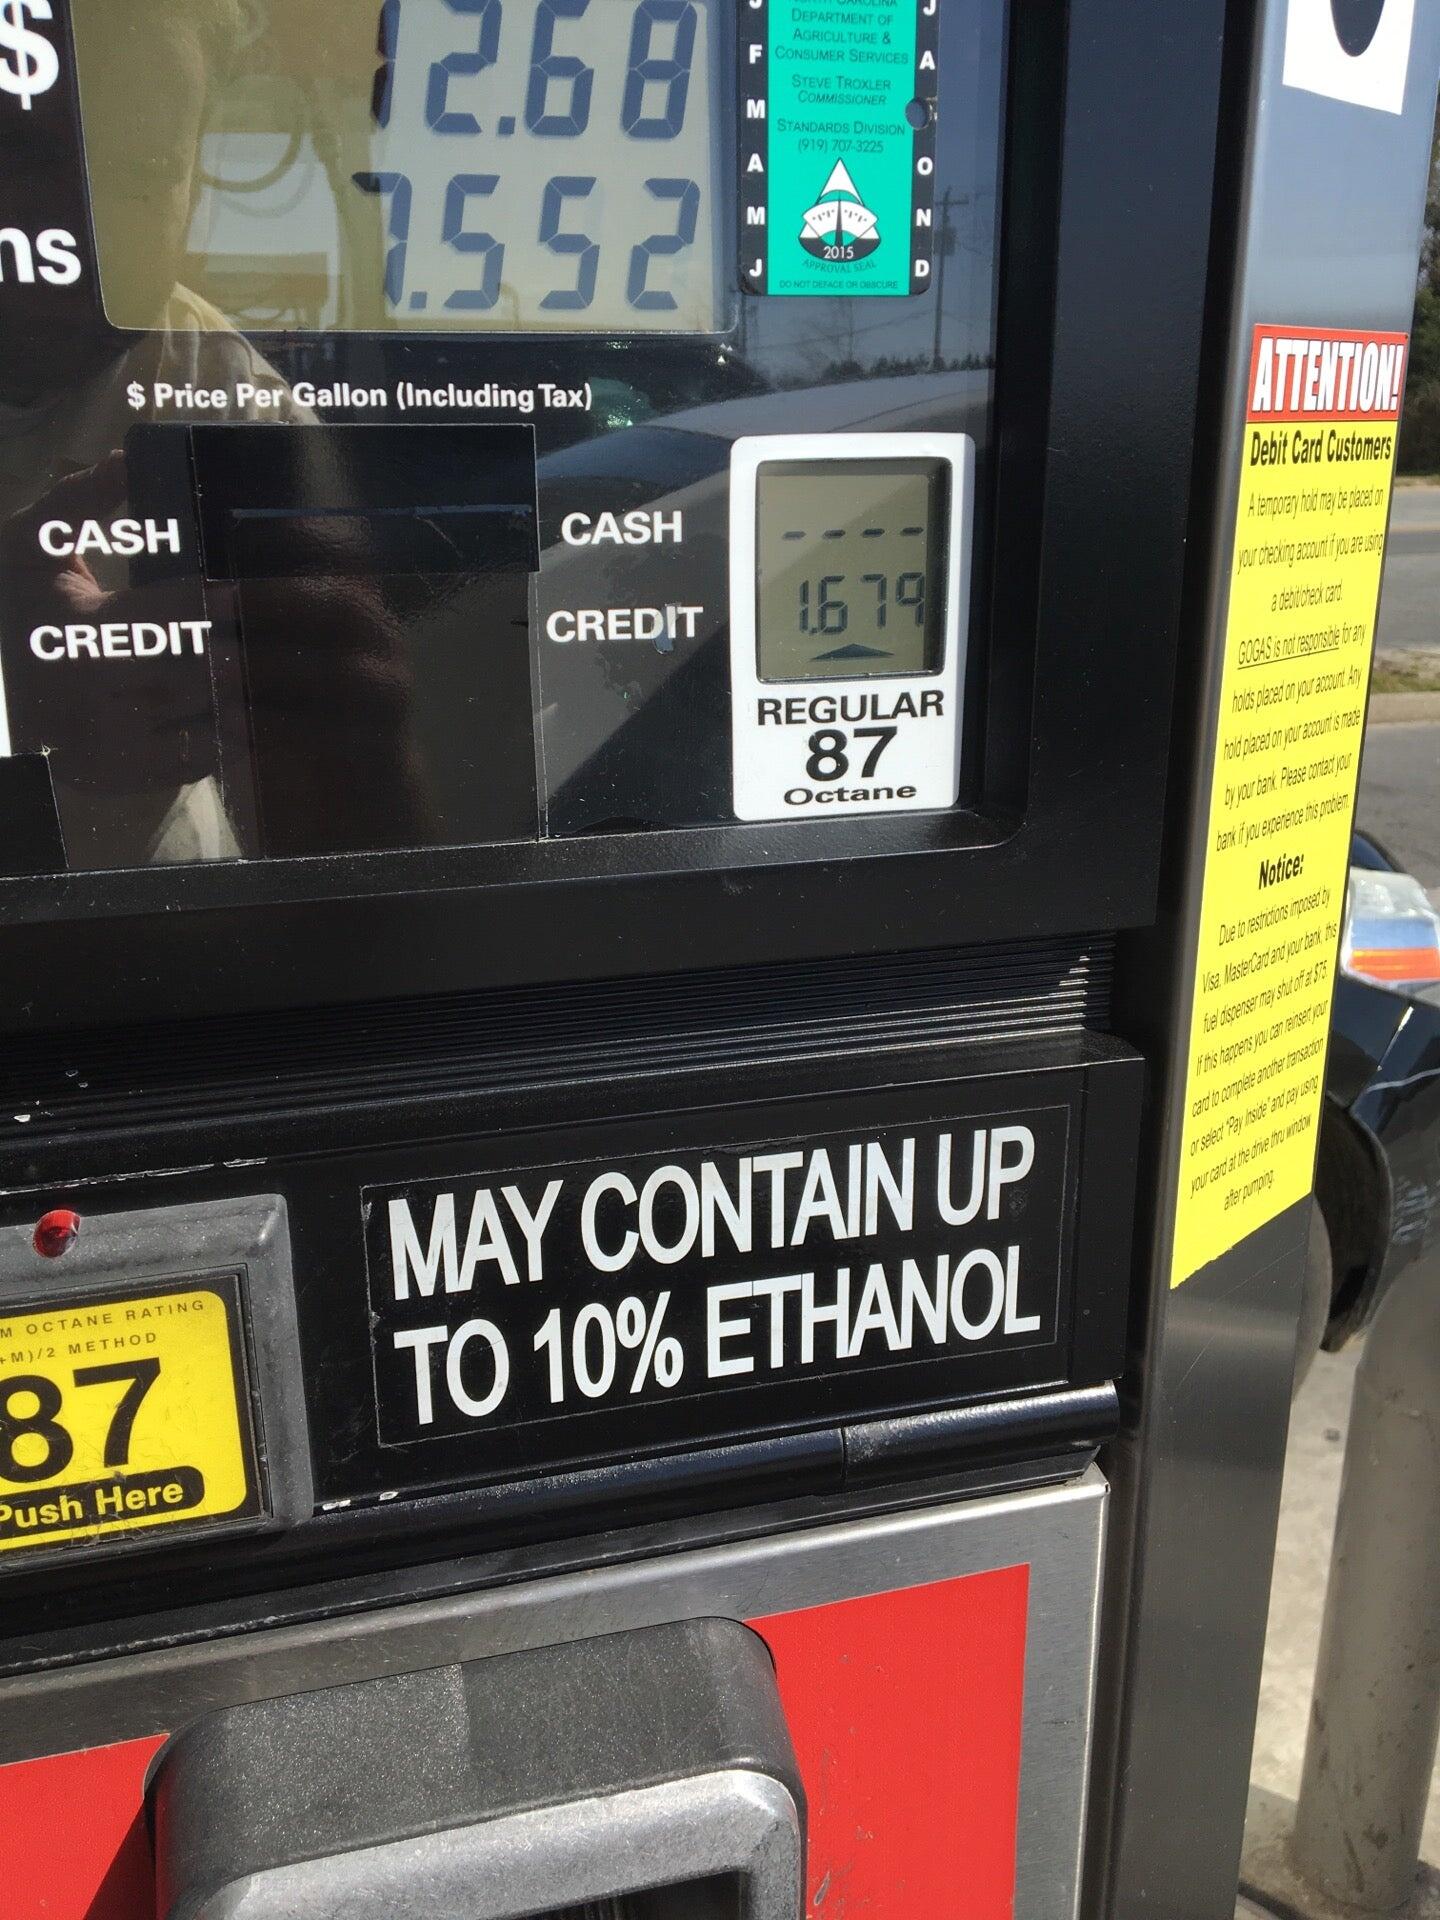 $ 12.68
ns 7.552
NORTH CAROLINA
DEPARTMENT OF
AGRICULTURE &
CONSUMER SERVICES
STEVE TROXLER
COMMISSIONER
STANDARDS DIVISION
(919) 707-3225
2015
APPROVAL SEAL
DO NOT DEFACE OR OBSCURE
J
F
M
A
M
J
J
A
O
N
D
$ Price Per Gallon (Including Tax)
CASH
CREDIT
CASH
CREDIT
----
1.679
REGULAR
87
Octane
ATTENTION!
Debit Card Customers
A temporary hold may be placed on
your checking account if you are using
a debit/check card.
GOGAS is not responsible for any
holds placed on your account. Any
hold placed on your account is made
by your bank. Please contact your
bank if you experience this problem.
Notice:
Due to restrictions imposed by
Visa, MasterCard and your bank, this
fuel dispenser may shut off at $75.
If this happens you can reinsert your
card to complete another transaction
or select "Pay Inside" and pay using
your card at the drive thru window
after pumping.
MAY CONTAIN UP
TO 10% ETHANOL
M OCTANE RATING
+M)/2 METHOD
87
Push Here